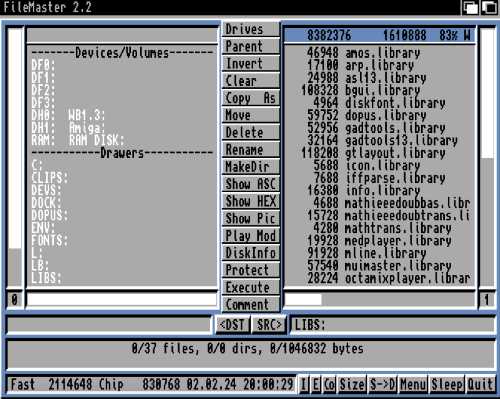 FileMaster 2.2
-------Devices/Volumes-------
DF0:
DF1:
DF2:
DF3:
DH0: WB1.3:
DH1: Amiga:
RAM: RAM DISK:
----------Drawers-----------
C:
CLIPS:
DEVS:
DOCK:
DOPUS:
ENV:
FONTS:
L:
LB:
LIBS:
0
Drives
Parent
Invert
Clear
Copy As
Move
Delete
Rename
MakeDir
Show ASC
Show HEX
Show Pic
Play Mod
DiskInfo
Protect
Execute
Comment
8382376 1610888 83% W
46948 amos.library
17100 arp.library
24988 asl13.library
108328 bgui.library
4964 diskfont.library
59752 dopus.library
52956 gadtools.library
32164 gadtools13.library
118208 gtlayout.library
5688 icon.library
7688 iffparse.library
16380 info.library
4688 mathieeedoubbas.libr
15728 mathieeedoubtrans.li
4280 mathtrans.library
19928 medplayer.library
91928 mline.library
57540 muimaster.library
28224 octamixplayer.librar
1
<DST SRC> LIBS:
0/37 files, 0/0 dirs, 0/1046832 bytes
Fast 2114648 Chip 830768 02.02.24 20:00:29 I E Co Size S->D Menu Sleep Quit